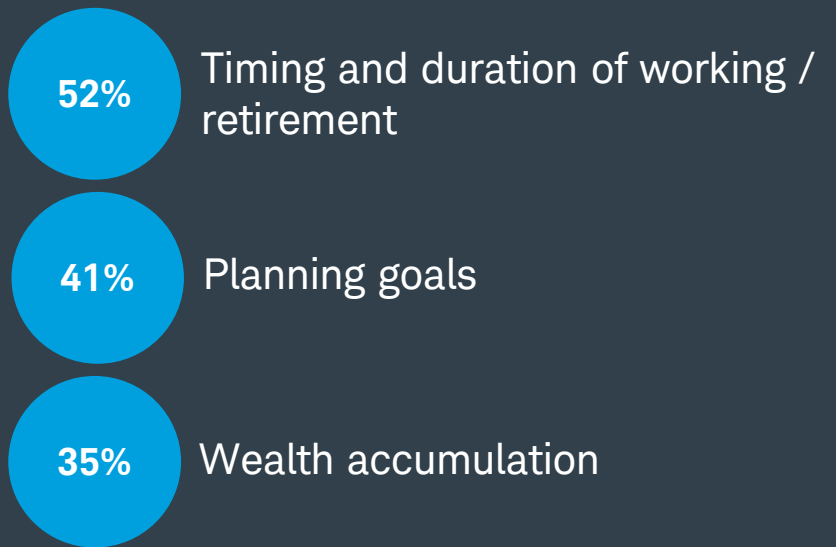 52%
Timing and duration of working /
retirement
41%
Planning goals
35%
Wealth accumulation